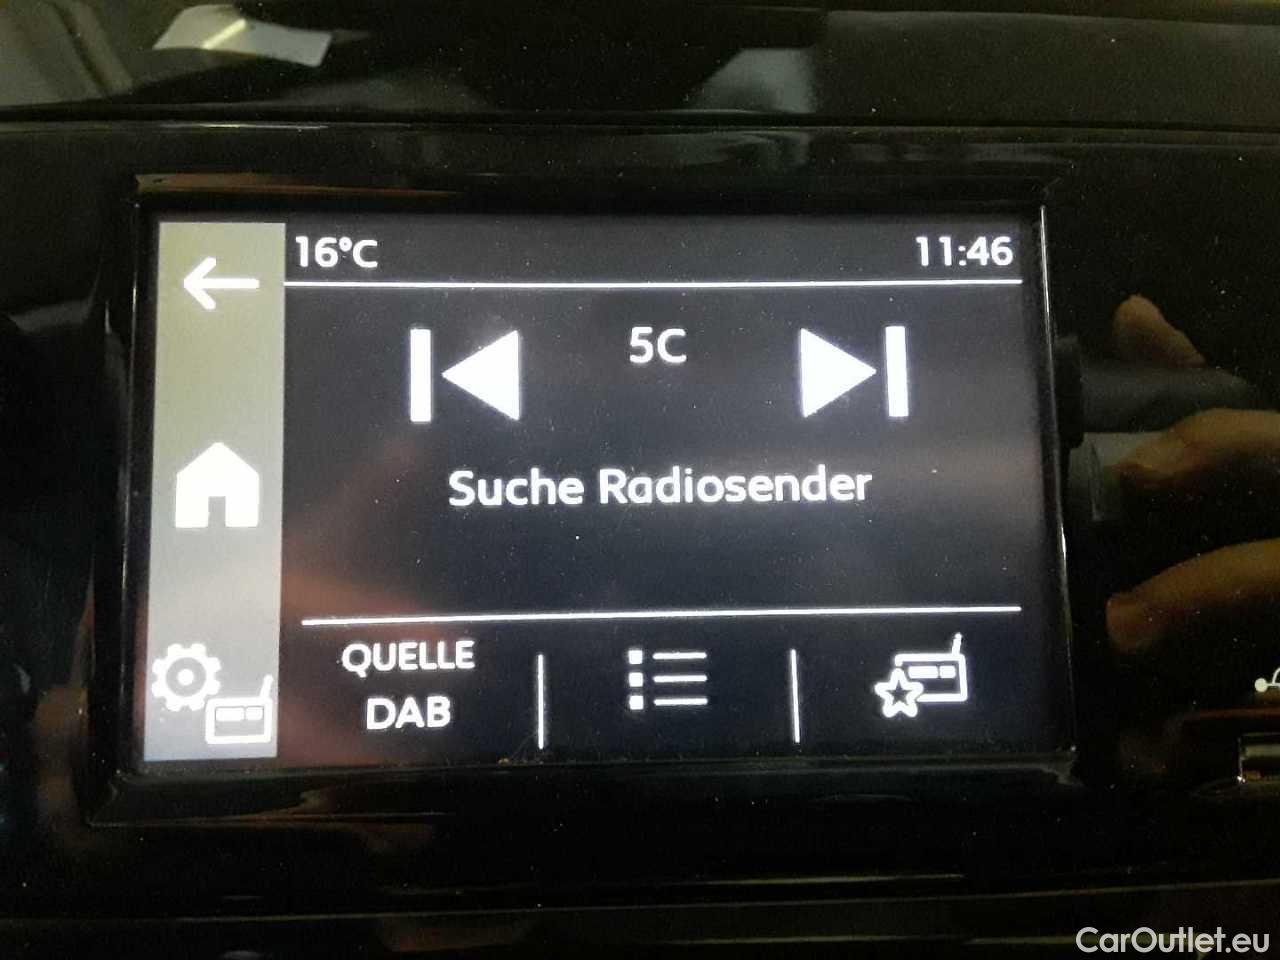 16°C
11:46
5C
Suche Radiosender
QUELLE
DAB
CarOutlet.eu